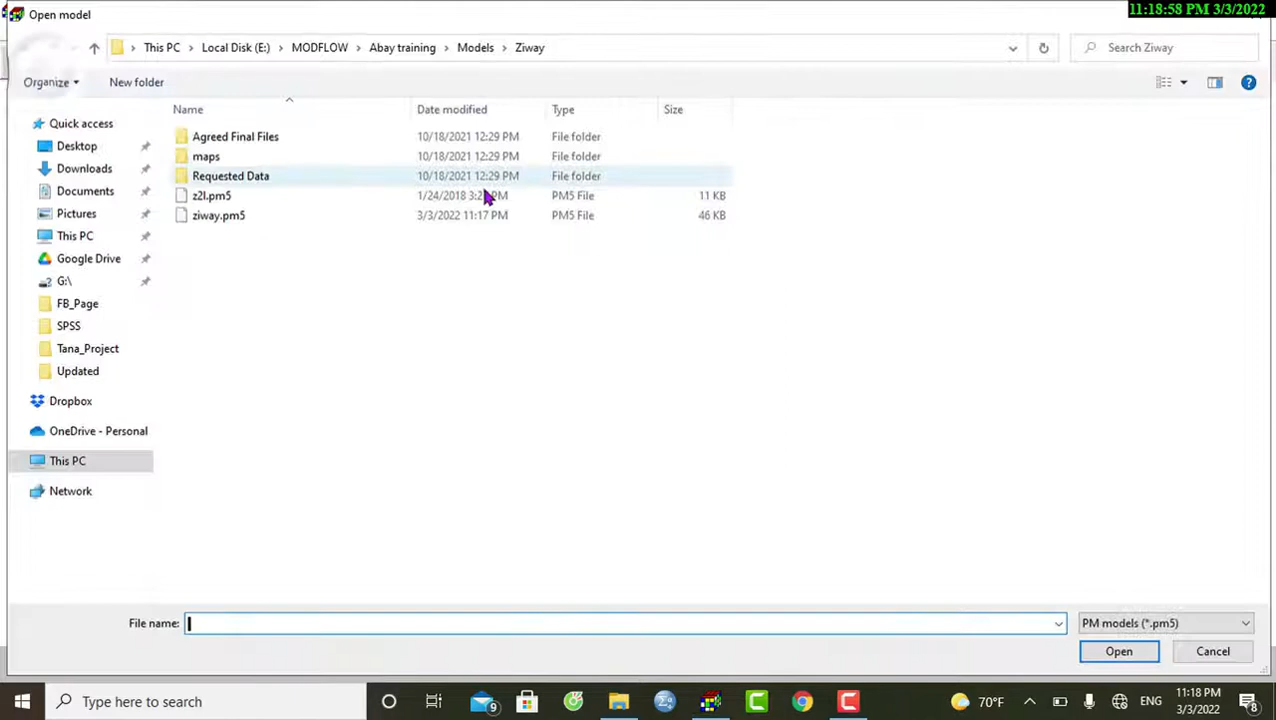 Open model
11:18:58 PM 3/3/2022
This PC > Local Disk (E:) > MODFLOW > Abay training > Models > Ziway
Search Ziway
Organize
New folder
Name
Date modified
Type
Size
Agreed Final Files 10/18/2021 12:29 PM File folder
maps 10/18/2021 12:29 PM File folder
Requested Data 10/18/2021 12:29 PM File folder
z2l.pm5 1/24/2018 PM PM5 File 11 KB
ziway.pm5 3/3/2022 11:17 PM PM5 File 46 KB
Quick access
Desktop
Downloads
Documents
Pictures
This PC
Google Drive
G:\
FB_Page
SPSS
Tana_Project
Updated
Dropbox
OneDrive - Personal
This PC
Network
File name:
PM models (*.pm5)
Open
Cancel
Type here to search
9
70°F
ENG
11:18 PM
3/3/2022
8